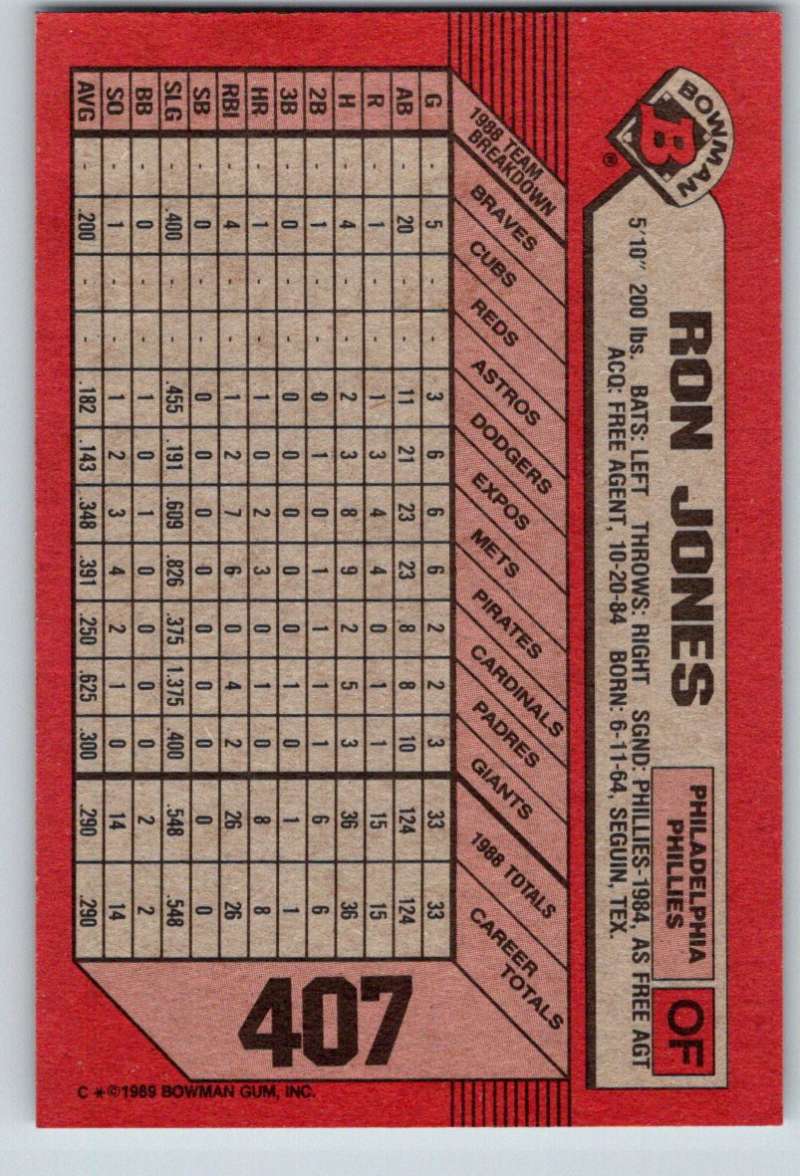 BOWMAN
B
®
RON JONES
PHILADELPHIA
PHILLIES
OF
5'10" 200 lbs. BATS: LEFT THROWS: RIGHT SGND: PHILLIES-1984, AS FREE AGT
ACQ: FREE AGENT, 10-20-84 BORN: 6-11-64, SEGUIN, TEX.
1988 TEAM
BREAKDOWN
BRAVES
CUBS
REDS
ASTROS
DODGERS
EXPOS
METS
PIRATES
CARDINALS
PADRES
GIANTS
1988 TOTALS
CAREER
TOTALS
G - 5 - - 3 6 6 6 2 2 3 33 33
AB - 20 - - 11 21 23 23 8 8 10 124 124
R - 1 - - 1 3 4 4 0 1 1 15 15
H - 4 - - 2 3 8 9 2 5 3 36 36
2B - 1 - - 0 1 0 1 1 1 1 6 6
3B - 0 - - 0 0 0 0 0 1 0 1 1
HR - 1 - - 1 0 2 3 0 1 0 8 8
RBI - 4 - - 1 2 7 6 0 4 2 26 26
SB - 0 - - 0 0 0 0 0 0 0 0 0
SLG - .400 - - .455 .191 .609 .826 .375 1.375 .400 .548 .548
BB - 0 - - 1 0 1 0 0 0 0 2 2
SO - 1 - - 1 2 3 4 2 1 0 14 14
AVG - .200 - - .182 .143 .348 .391 .250 .625 .300 .290 .290
407
C *©1989 BOWMAN GUM, INC.